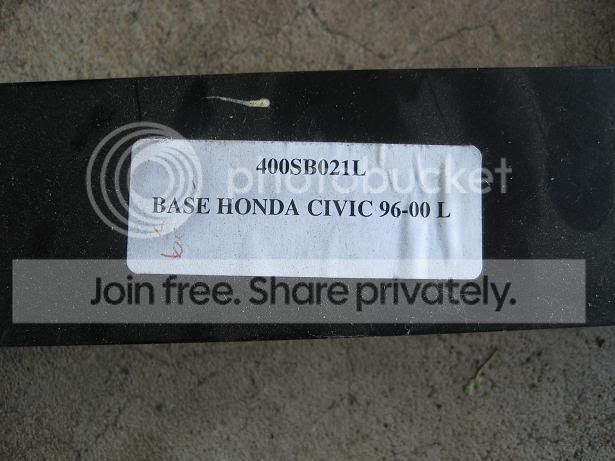 400SB021L
photobucket
BASE HONDA CIVIC 96-00 L
Join free. Share privately.